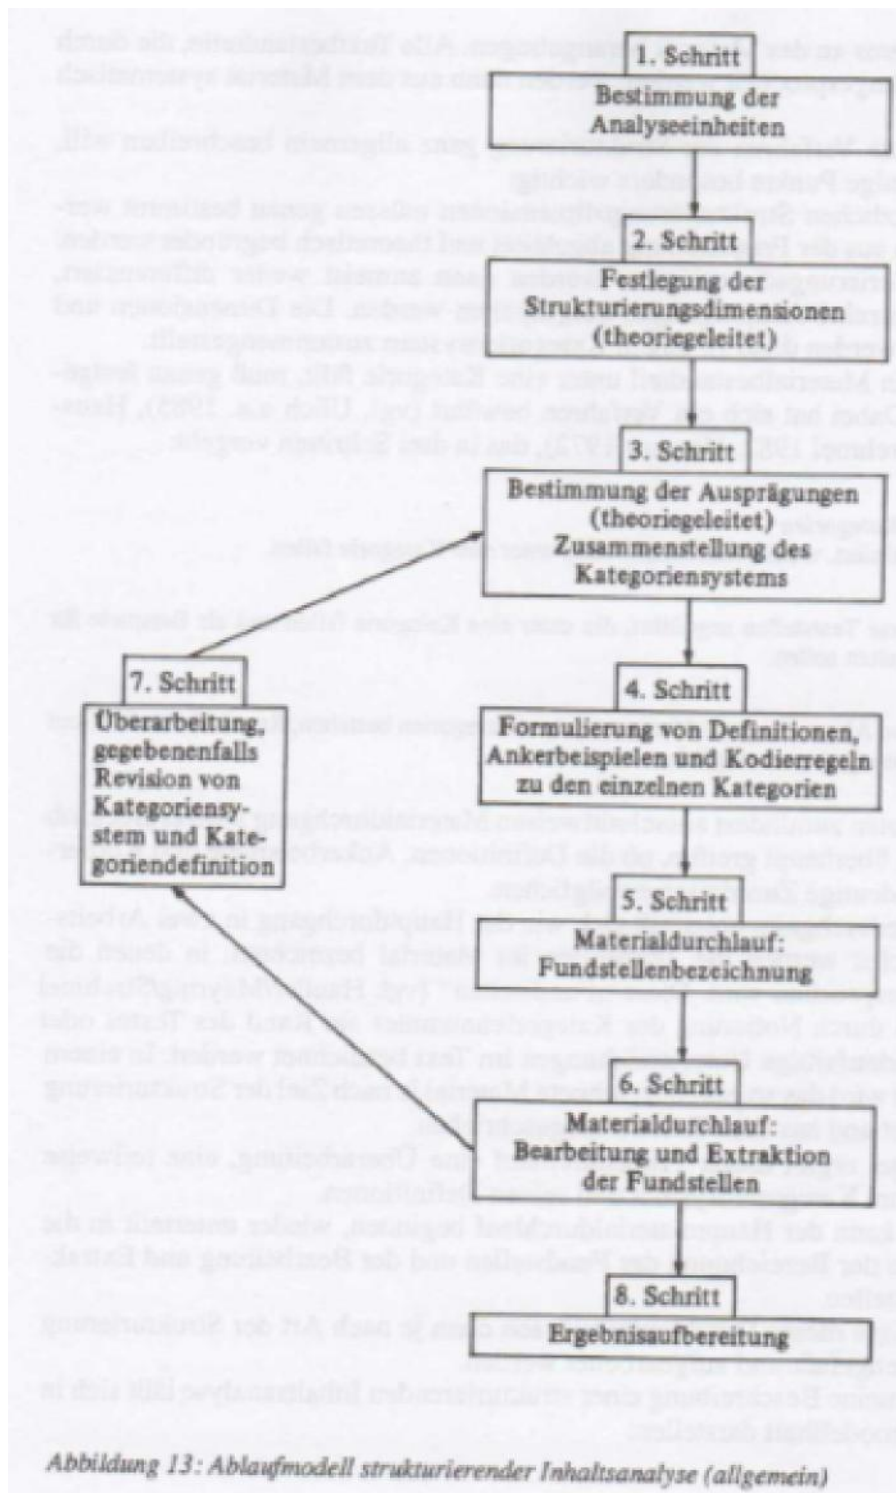 1. Schritt
Bestimmung der
Analyseeinheiten
2. Schritt
Festlegung der
Strukturierungsdimensionen
(theoriegeleitet)
3. Schritt
Bestimmung der Ausprägungen
(theoriegeleitet)
Zusammenstellung des
Kategoriensystems
4. Schritt
Formulierung von Definitionen,
Ankerbeispielen und Kodierregeln
zu den einzelnen Kategorien
5. Schritt
Materialdurchlauf:
Fundstellenbezeichnung
6. Schritt
Materialdurchlauf:
Bearbeitung und Extraktion
der Fundstellen
7. Schritt
Überarbeitung,
gegebenenfalls
Revision von
Kategoriensy-
stem und Kate-
goriendefinition
8. Schritt
Ergebnisaufbereitung
Abbildung 13: Ablaufmodell strukturierender Inhaltsanalyse (allgemein)